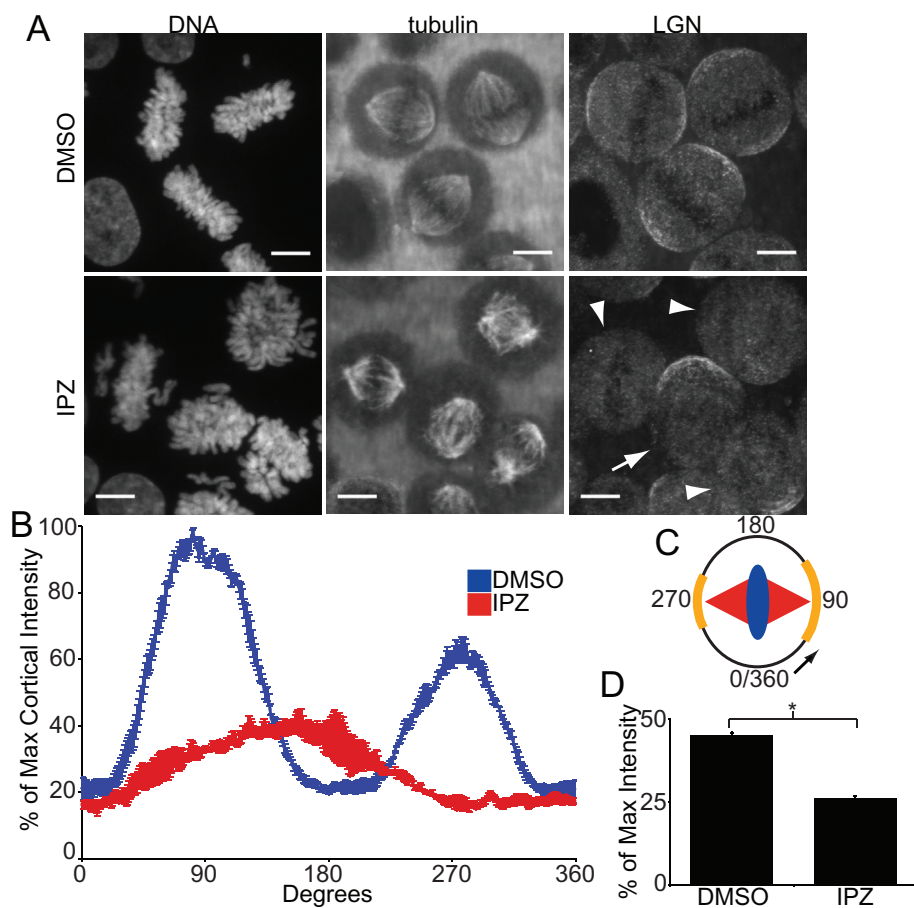 A
DNA
tubulin
LGN
DMSO
IPZ
B
% of Max Cortical Intensity
100
80
60
40
20
0
0
90
180
270
360
Degrees
DMSO
IPZ
C
180
270
90
0/360
D
% of Max Intensity
50
25
0
*
DMSO
IPZ